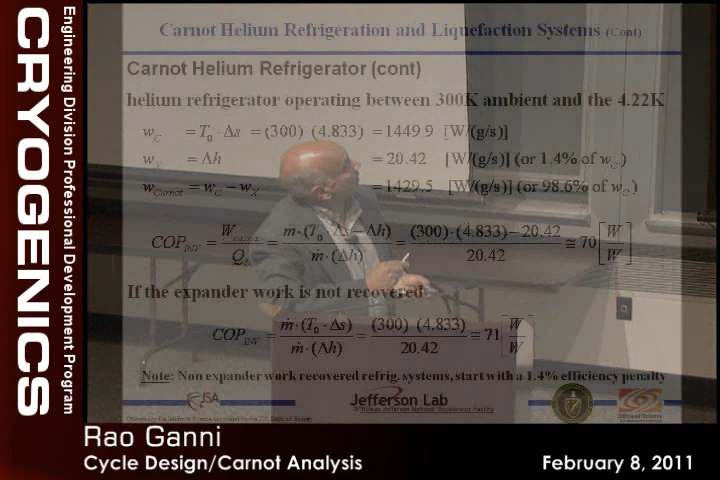 CRYOGENICS
Engineering Division Professional Development Program
Carnot Helium Refrigeration and Liquefaction Systems (Cont)
Carnot Helium Refrigerator (cont)
helium refrigerator operating between 300K ambient and the 4.22K
w_C = T_0 · Δs = (300) (4.833) = 1449.9 [W/(g/s)]
w_X = Δh = 20.42 [W/(g/s)] (or 1.4% of w_C)
w_Carnot = w_C − w_X = 1429.5 [W/(g/s)] (or 98.6% of w_C)
COP_INV = W / Q = ṁ·(T_0·Δs−Δh) / ṁ·(Δh) = (300)·(4.833)−20.42 / 20.42 ≅ 70 [W/W]
If the expander work is not recovered
COP_INV = ṁ·(T_0·Δs) / ṁ·(Δh) = (300) (4.833) / 20.42 ≅ 71 [W/W]
Note: Non expander work recovered refrig. systems, start with a 1.4% efficiency penalty
JSA
Jefferson Lab
Rao Ganni
Cycle Design/Carnot Analysis
February 8, 2011